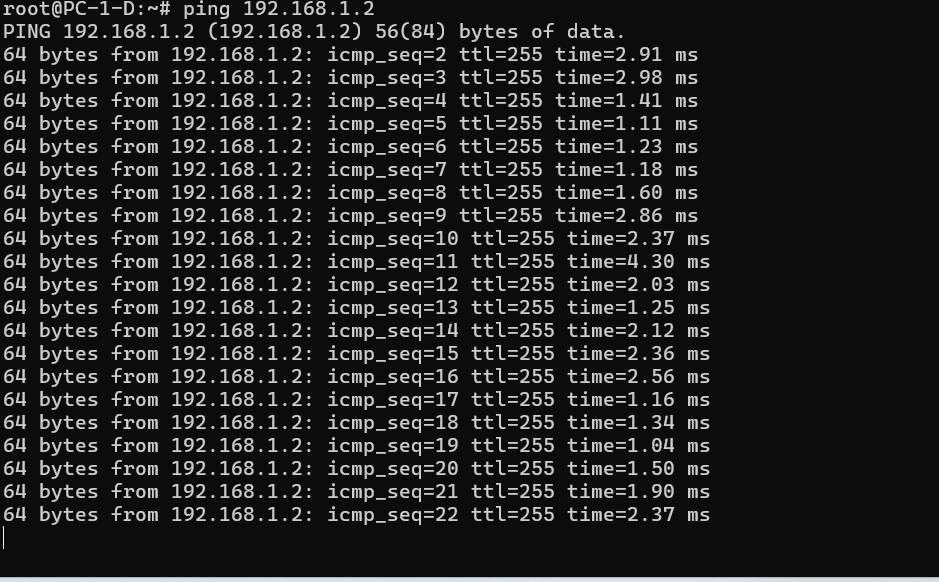 root@PC-1-D:~# ping 192.168.1.2
PING 192.168.1.2 (192.168.1.2) 56(84) bytes of data.
64 bytes from 192.168.1.2: icmp_seq=2 ttl=255 time=2.91 ms
64 bytes from 192.168.1.2: icmp_seq=3 ttl=255 time=2.98 ms
64 bytes from 192.168.1.2: icmp_seq=4 ttl=255 time=1.41 ms
64 bytes from 192.168.1.2: icmp_seq=5 ttl=255 time=1.11 ms
64 bytes from 192.168.1.2: icmp_seq=6 ttl=255 time=1.23 ms
64 bytes from 192.168.1.2: icmp_seq=7 ttl=255 time=1.18 ms
64 bytes from 192.168.1.2: icmp_seq=8 ttl=255 time=1.60 ms
64 bytes from 192.168.1.2: icmp_seq=9 ttl=255 time=2.86 ms
64 bytes from 192.168.1.2: icmp_seq=10 ttl=255 time=2.37 ms
64 bytes from 192.168.1.2: icmp_seq=11 ttl=255 time=4.30 ms
64 bytes from 192.168.1.2: icmp_seq=12 ttl=255 time=2.03 ms
64 bytes from 192.168.1.2: icmp_seq=13 ttl=255 time=1.25 ms
64 bytes from 192.168.1.2: icmp_seq=14 ttl=255 time=2.12 ms
64 bytes from 192.168.1.2: icmp_seq=15 ttl=255 time=2.36 ms
64 bytes from 192.168.1.2: icmp_seq=16 ttl=255 time=2.56 ms
64 bytes from 192.168.1.2: icmp_seq=17 ttl=255 time=1.16 ms
64 bytes from 192.168.1.2: icmp_seq=18 ttl=255 time=1.34 ms
64 bytes from 192.168.1.2: icmp_seq=19 ttl=255 time=1.04 ms
64 bytes from 192.168.1.2: icmp_seq=20 ttl=255 time=1.50 ms
64 bytes from 192.168.1.2: icmp_seq=21 ttl=255 time=1.90 ms
64 bytes from 192.168.1.2: icmp_seq=22 ttl=255 time=2.37 ms